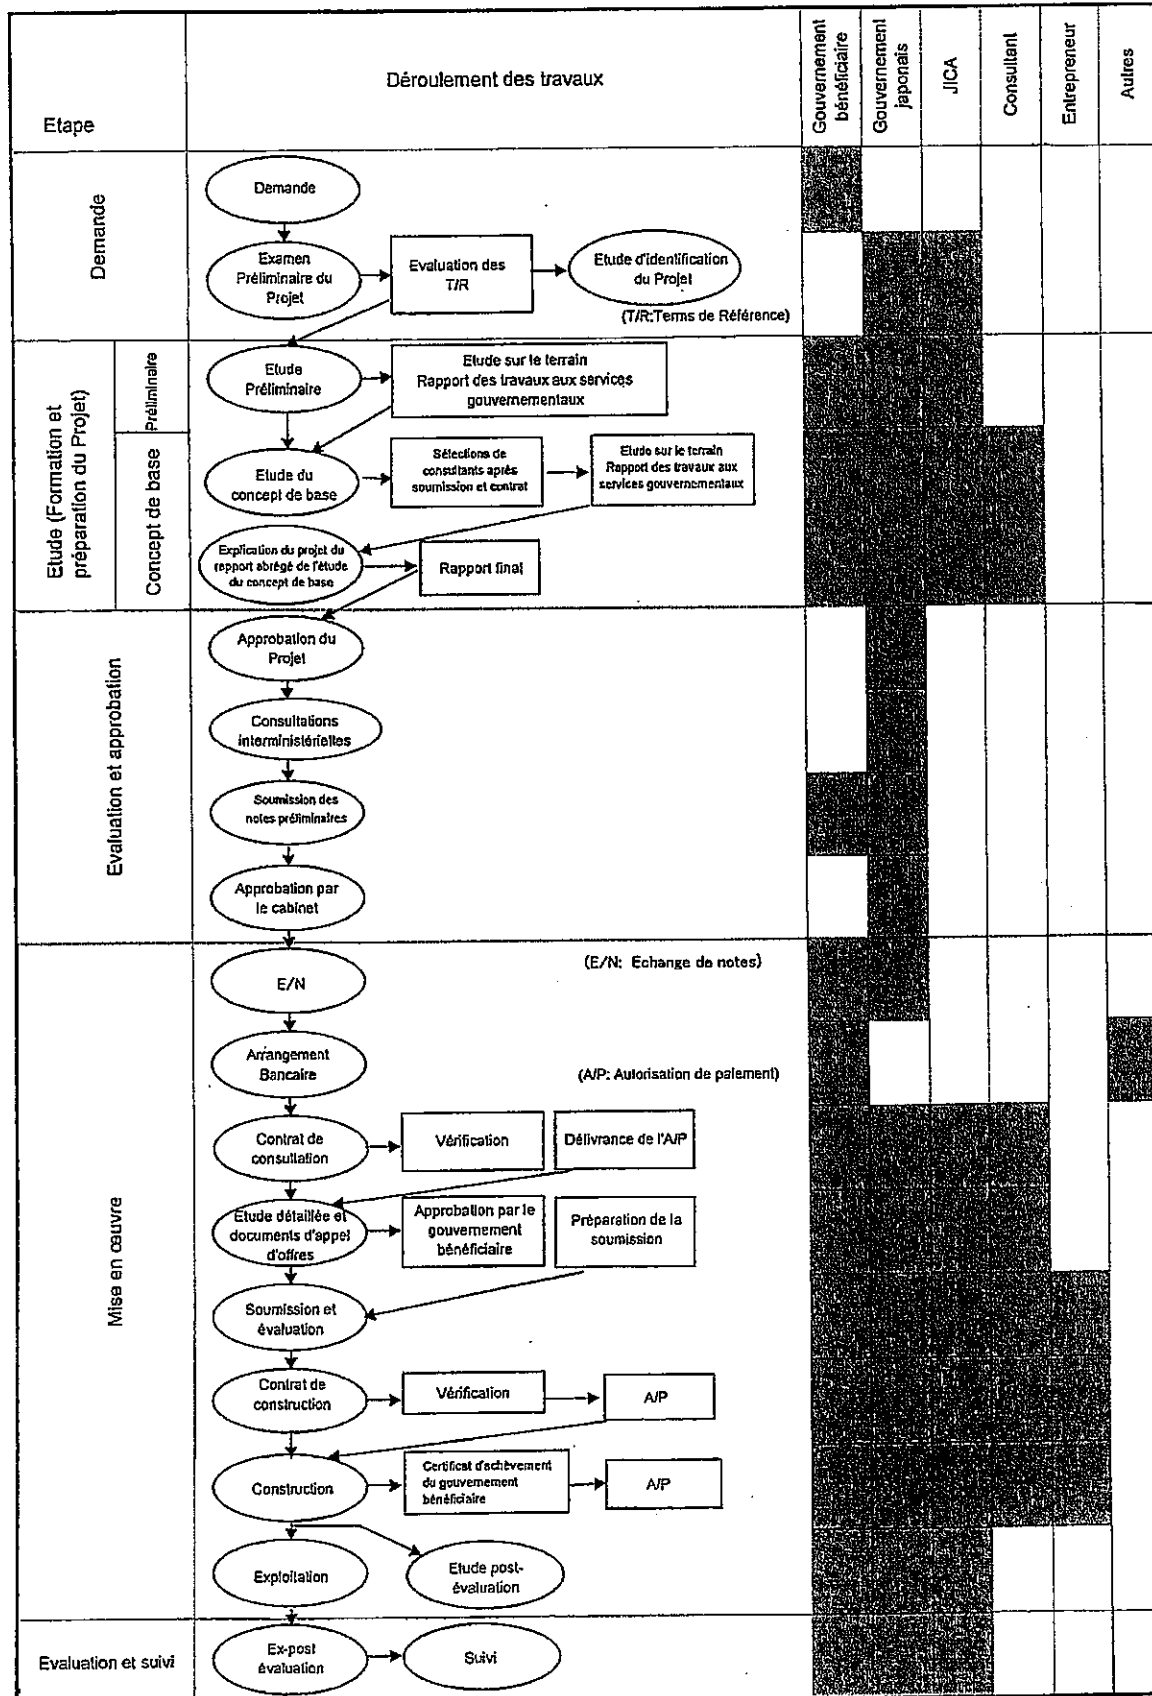 Etape
Déroulement des travaux
Gouvernement
bénéficiaire
Gouvernement
japonais
JICA
Consultant
Entrepreneur
Autres
Demande
Demande
Examen
Préliminaire du
Projet
Evaluation des
T/R
Etude d'identification
du Projet
(T/R:Terms de Référence)
Etude (Formation et
préparation du Projet)
Préliminaire
Etude
Préliminaire
Etude sur le terrain
Rapport des travaux aux services
gouvernementaux
Concept de base
Etude du
concept de base
Sélections de
consultants après
soumission et contrat
Etude sur le terrain
Rapport des travaux aux
services gouvernementaux
Explication du projet du
rapport abrégé de l'étude
du concept de base
Rapport final
Evaluation et approbation
Approbation du
Projet
Consultations
interministérielles
Soumission des
notes préliminaires
Approbation par
le cabinet
Mise en œuvre
E/N
(E/N: Echange de notes)
Arrangement
Bancaire
(A/P: Autorisation de paiement)
Contrat de
consultation
Vérification
Délivrance de l'A/P
Etude détaillée et
documents d'appel
d'offres
Approbation par le
gouvernement
bénéficiaire
Préparation de la
soumission
Soumission et
évaluation
Contrat de
construction
Vérification
A/P
Construction
Certificat d'achèvement
du gouvernement
bénéficiaire
A/P
Exploitation
Etude post-
évaluation
Evaluation et suivi
Ex-post
évaluation
Suivi